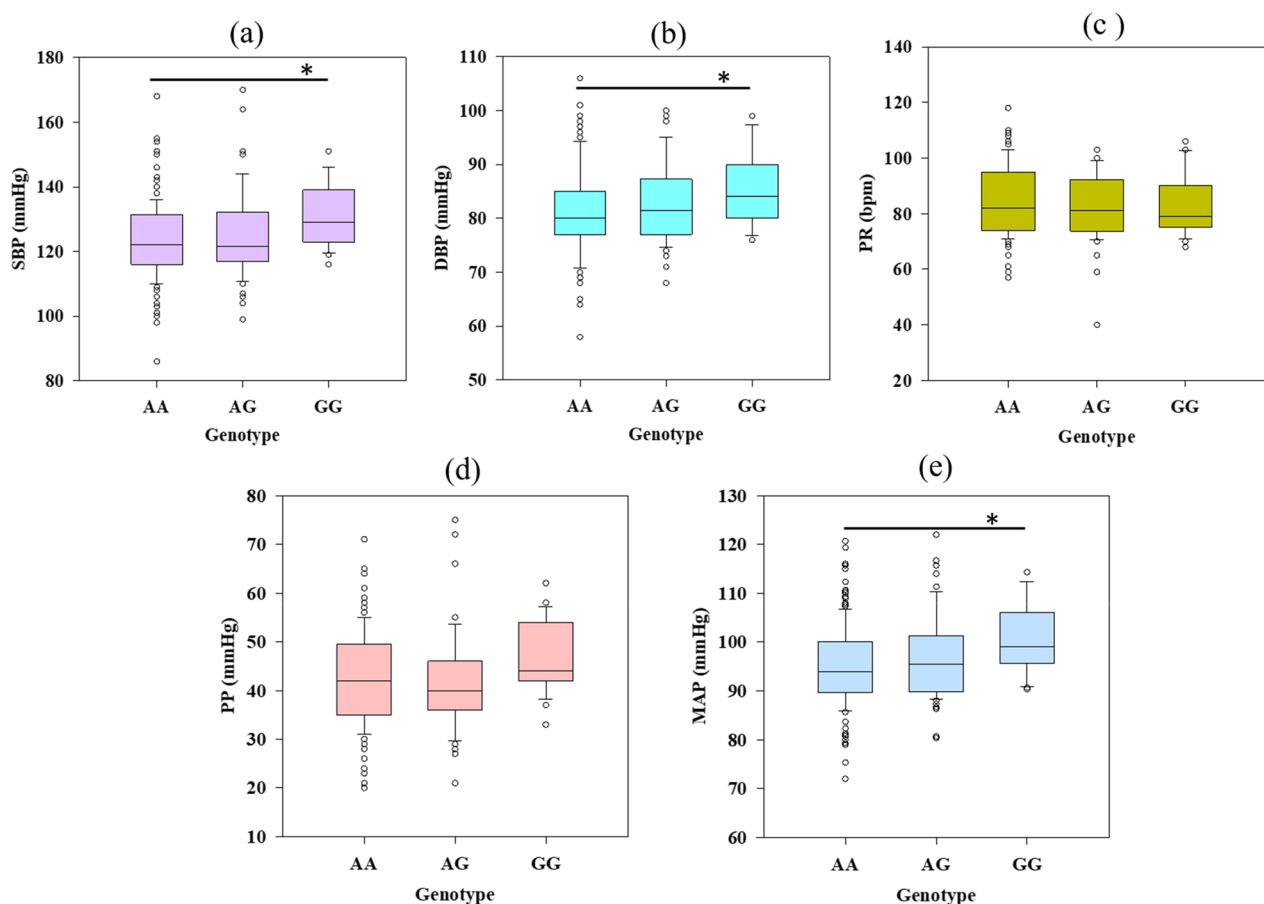 (a)
*
180
160
140
120
100
80
SBP (mmHg)
AA AG GG
Genotype
(b)
*
110
100
90
80
70
60
50
DBP (mmHg)
AA AG GG
Genotype
(c )
140
120
100
80
60
40
20
PR (bpm)
AA AG GG
Genotype
(d)
80
70
60
50
40
30
20
10
PP (mmHg)
AA AG GG
Genotype
(e)
*
130
120
110
100
90
80
70
60
MAP (mmHg)
AA AG GG
Genotype